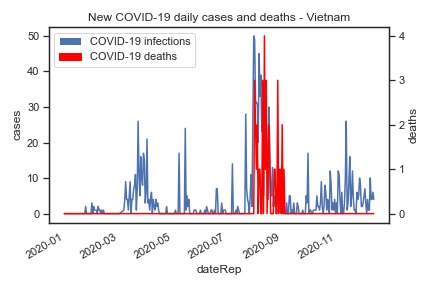 New COVID-19 daily cases and deaths - Vietnam
COVID-19 infections
COVID-19 deaths
50
40
30
20
10
0
cases
4
3
2
1
0
deaths
2020-01
2020-03
2020-05
2020-07
2020-09
2020-11
dateRep